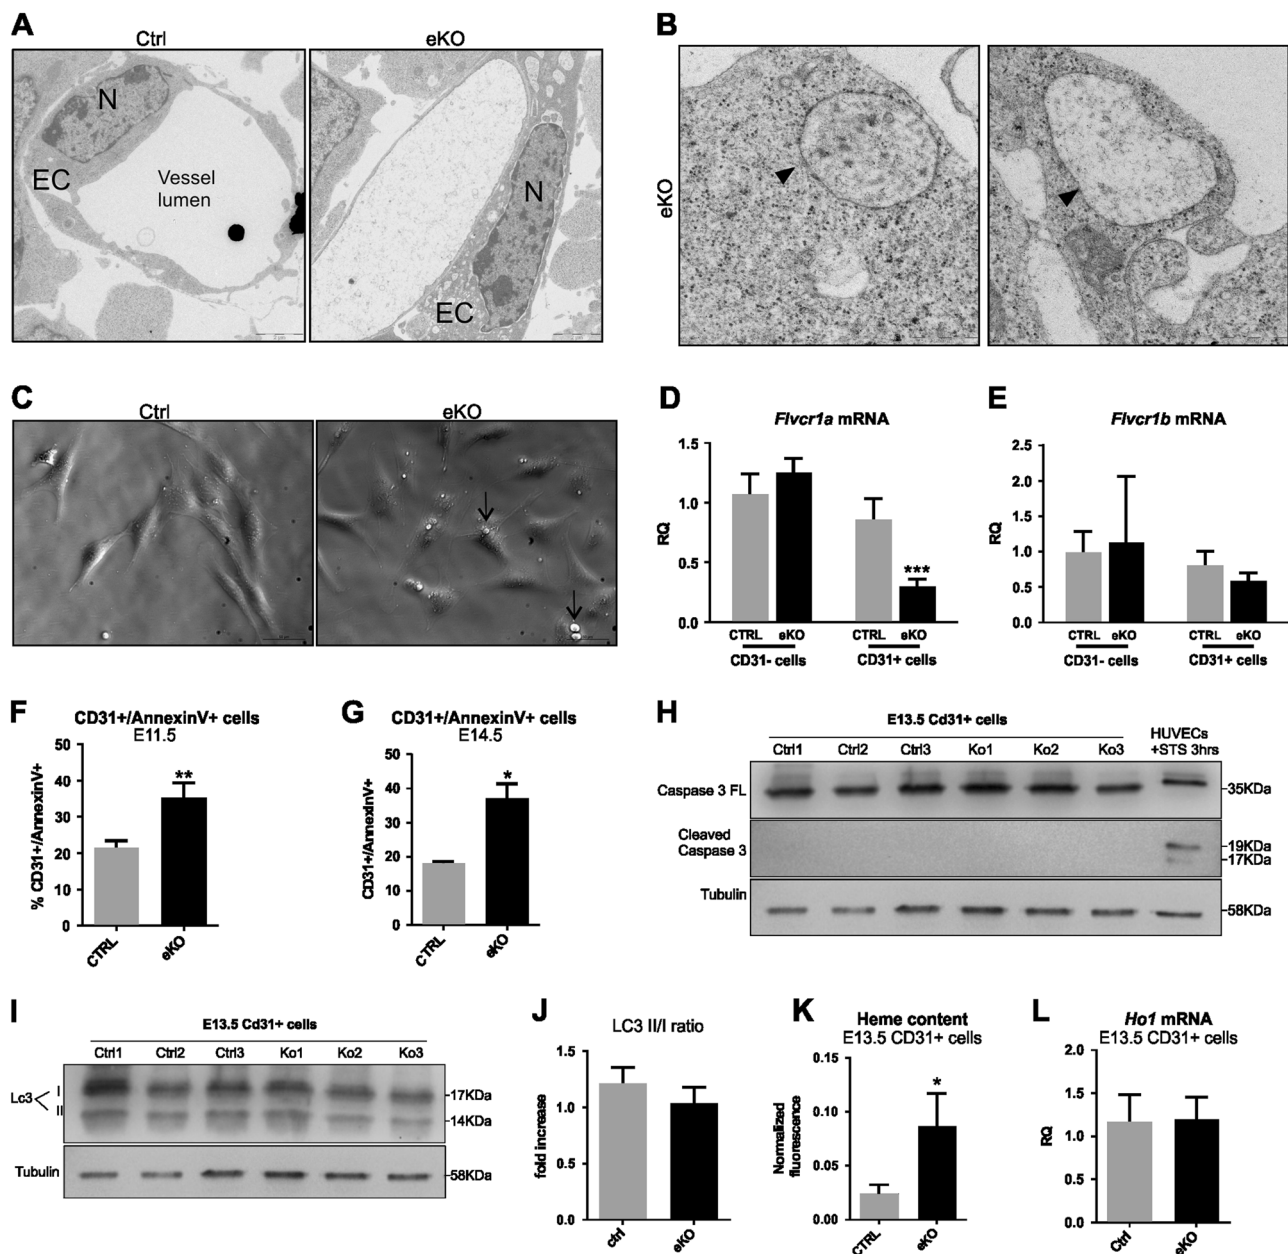 A
Ctrl
eKO
N
EC
Vessel
lumen
N
EC
B
eKO
C
Ctrl
eKO
D
Flvcr1a mRNA
RQ
1.5
1.0
0.5
0.0
***
CTRL eKO CTRL eKO
CD31- cells CD31+ cells
E
Flvcr1b mRNA
RQ
2.5
2.0
1.5
1.0
0.5
0.0
CTRL eKO CTRL eKO
CD31- cells CD31+ cells
F
CD31+/AnnexinV+ cells
E11.5
% CD31+/AnnexinV+
50
40
30
20
10
0
**
CTRL eKO
G
CD31+/AnnexinV+ cells
E14.5
CD31+/AnnexinV+
60
50
40
30
20
10
0
*
CTRL eKO
H
E13.5 Cd31+ cells
HUVECs
+STS 3hrs
Ctrl1 Ctrl2 Ctrl3 Ko1 Ko2 Ko3
Caspase 3 FL
-35KDa
Cleaved
Caspase 3
-19KDa
-17KDa
Tubulin
-58KDa
I
E13.5 Cd31+ cells
Ctrl1 Ctrl2 Ctrl3 Ko1 Ko2 Ko3
Lc3
I
II
-17KDa
-14KDa
Tubulin
-58KDa
J
LC3 II/I ratio
fold increase
1.5
1.0
0.5
0.0
ctrl eKO
K
Heme content
E13.5 CD31+ cells
Normalized
fluorescence
0.15
0.10
0.05
0.00
*
CTRL eKO
L
Ho1 mRNA
E13.5 CD31+ cells
RQ
2.0
1.5
1.0
0.5
0.0
Ctrl eKO